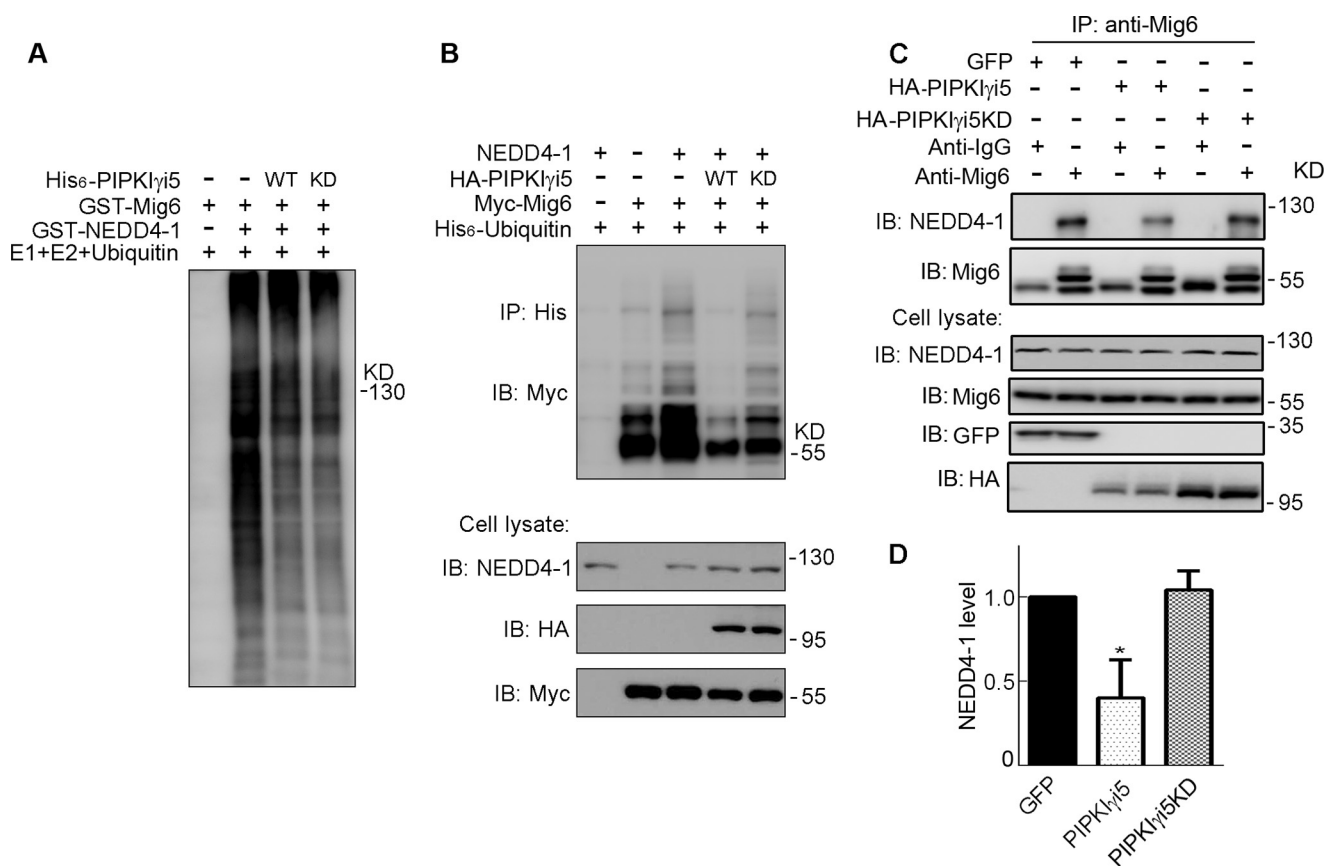 A
His6-PIPKIγi5 - - WT KD
GST-Mig6 + + + +
GST-NEDD4-1 - + + +
E1+E2+Ubiquitin + + + +
KD
-130
B
NEDD4-1 + - + + +
HA-PIPKIγi5 - - - WT KD
Myc-Mig6 - + + + +
His6-Ubiquitin + + + + +
IP: His
IB: Myc
KD
-55
Cell lysate:
IB: NEDD4-1 -130
IB: HA -95
IB: Myc -55
C
IP: anti-Mig6
GFP + + - - - -
HA-PIPKIγi5 - - + + - -
HA-PIPKIγi5KD - - - - + +
Anti-IgG + - + - + -
Anti-Mig6 - + - + - + KD
IB: NEDD4-1 -130
IB: Mig6 -55
Cell lysate:
IB: NEDD4-1 -130
IB: Mig6 -55
IB: GFP -35
IB: HA -95
D
NEDD4-1 level
1.0
0.5
0
*
GFP
PIPKIγi5
PIPKIγi5KD